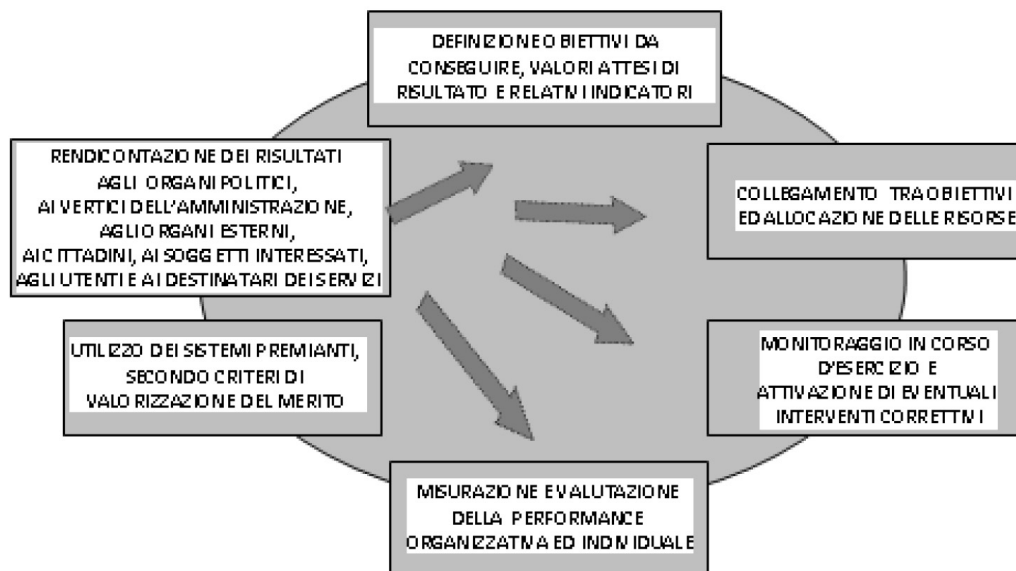 DEFINIZIONE OBIETTIVI DA
CONSEGUIRE, VALORI ATTESI DI
RISULTATO E RELATIVI INDICATORI
RENDICONTAZIONE DEI RISULTATI
AGLI ORGANI POLITICI,
AI VERTICI DELL'AMMINISTRAZIONE,
AGLI ORGANI ESTERNI,
AI CITTADINI, AI SOGGETTI INTERESSATI,
AGLI UTENTI E AI DESTINATARI DEI SERVIZI
COLLEGAMENTO TRA OBIETTIVI
ED ALLOCAZIONE DELLE RISORSE
UTILIZZO DEI SISTEMI PREMIANTI,
SECONDO CRITERI DI
VALORIZZAZIONE DEL MERITO
MONITORAGGIO IN CORSO
D'ESERCIZIO E
ATTIVAZIONE DI EVENTUALI
INTERVENTI CORRETTIVI
MISURAZIONE E VALUTAZIONE
DELLA PERFORMANCE
ORGANIZZATIVA ED INDIVIDUALE